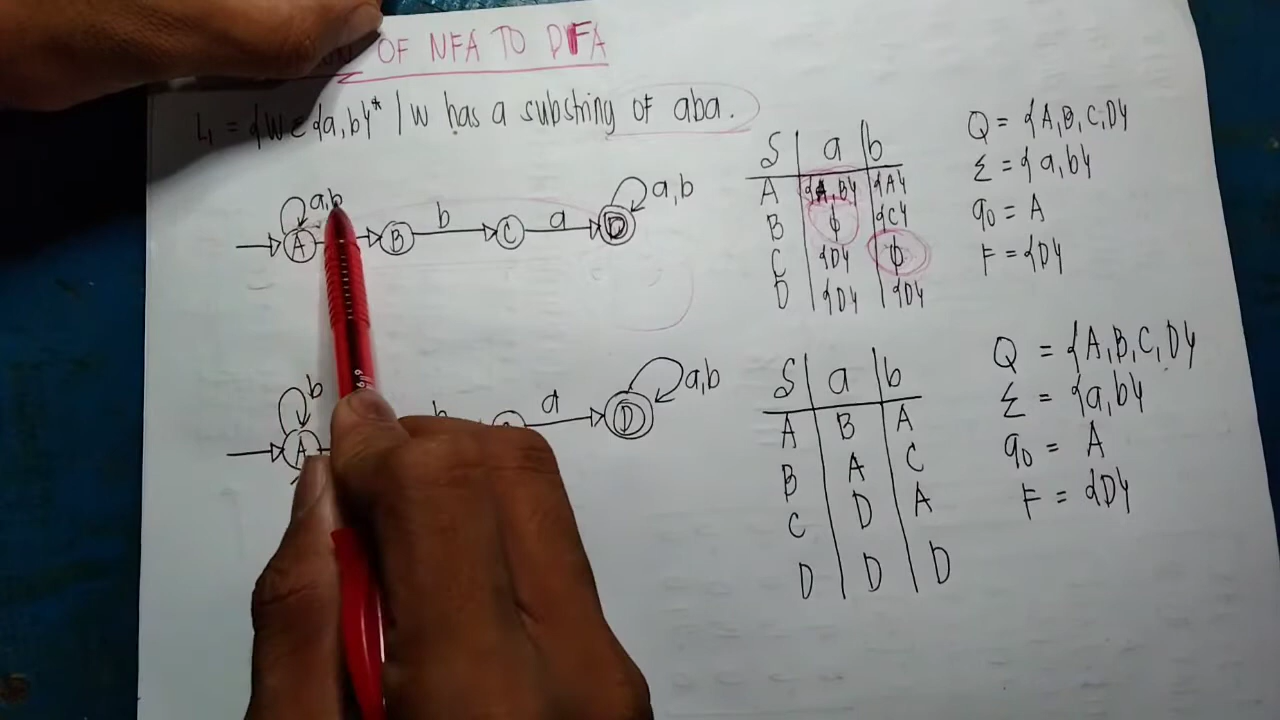 OF NFA TO DFA
L₁ = {w ε {a,b}* | w has a substring of aba.
a,b
A B b C a D a,b
S a b
A {A,B} {A}
B ϕ {C}
C {D} ϕ
D {D} {D}
Q = {A,B,C,D}
Σ = {a,b}
q0 = A
F = {D}
b
A a D a,b
S a b
A B A
B A C
C D A
D D D
Q = {A,B,C,D}
Σ = {a,b}
q0 = A
F = {D}